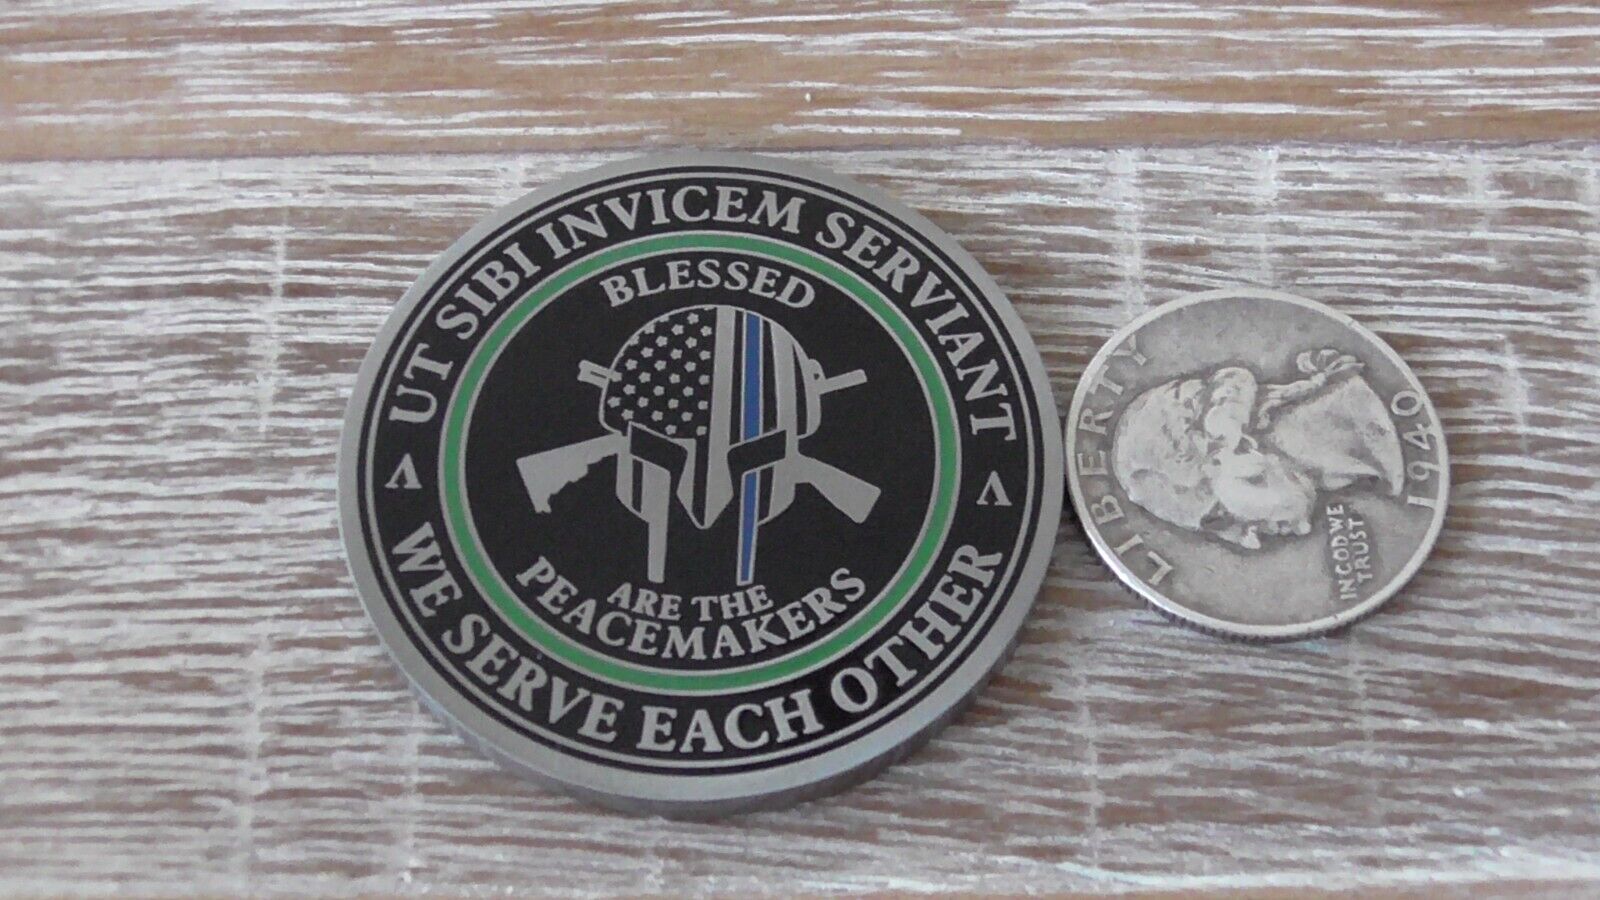 UT SIBI INVICEM SERVIANT
BLESSED
ARE THE
PEACEMAKERS
Λ WE SERVE EACH OTHER Λ
LIBERTY
IN GOD WE
TRUST
1940